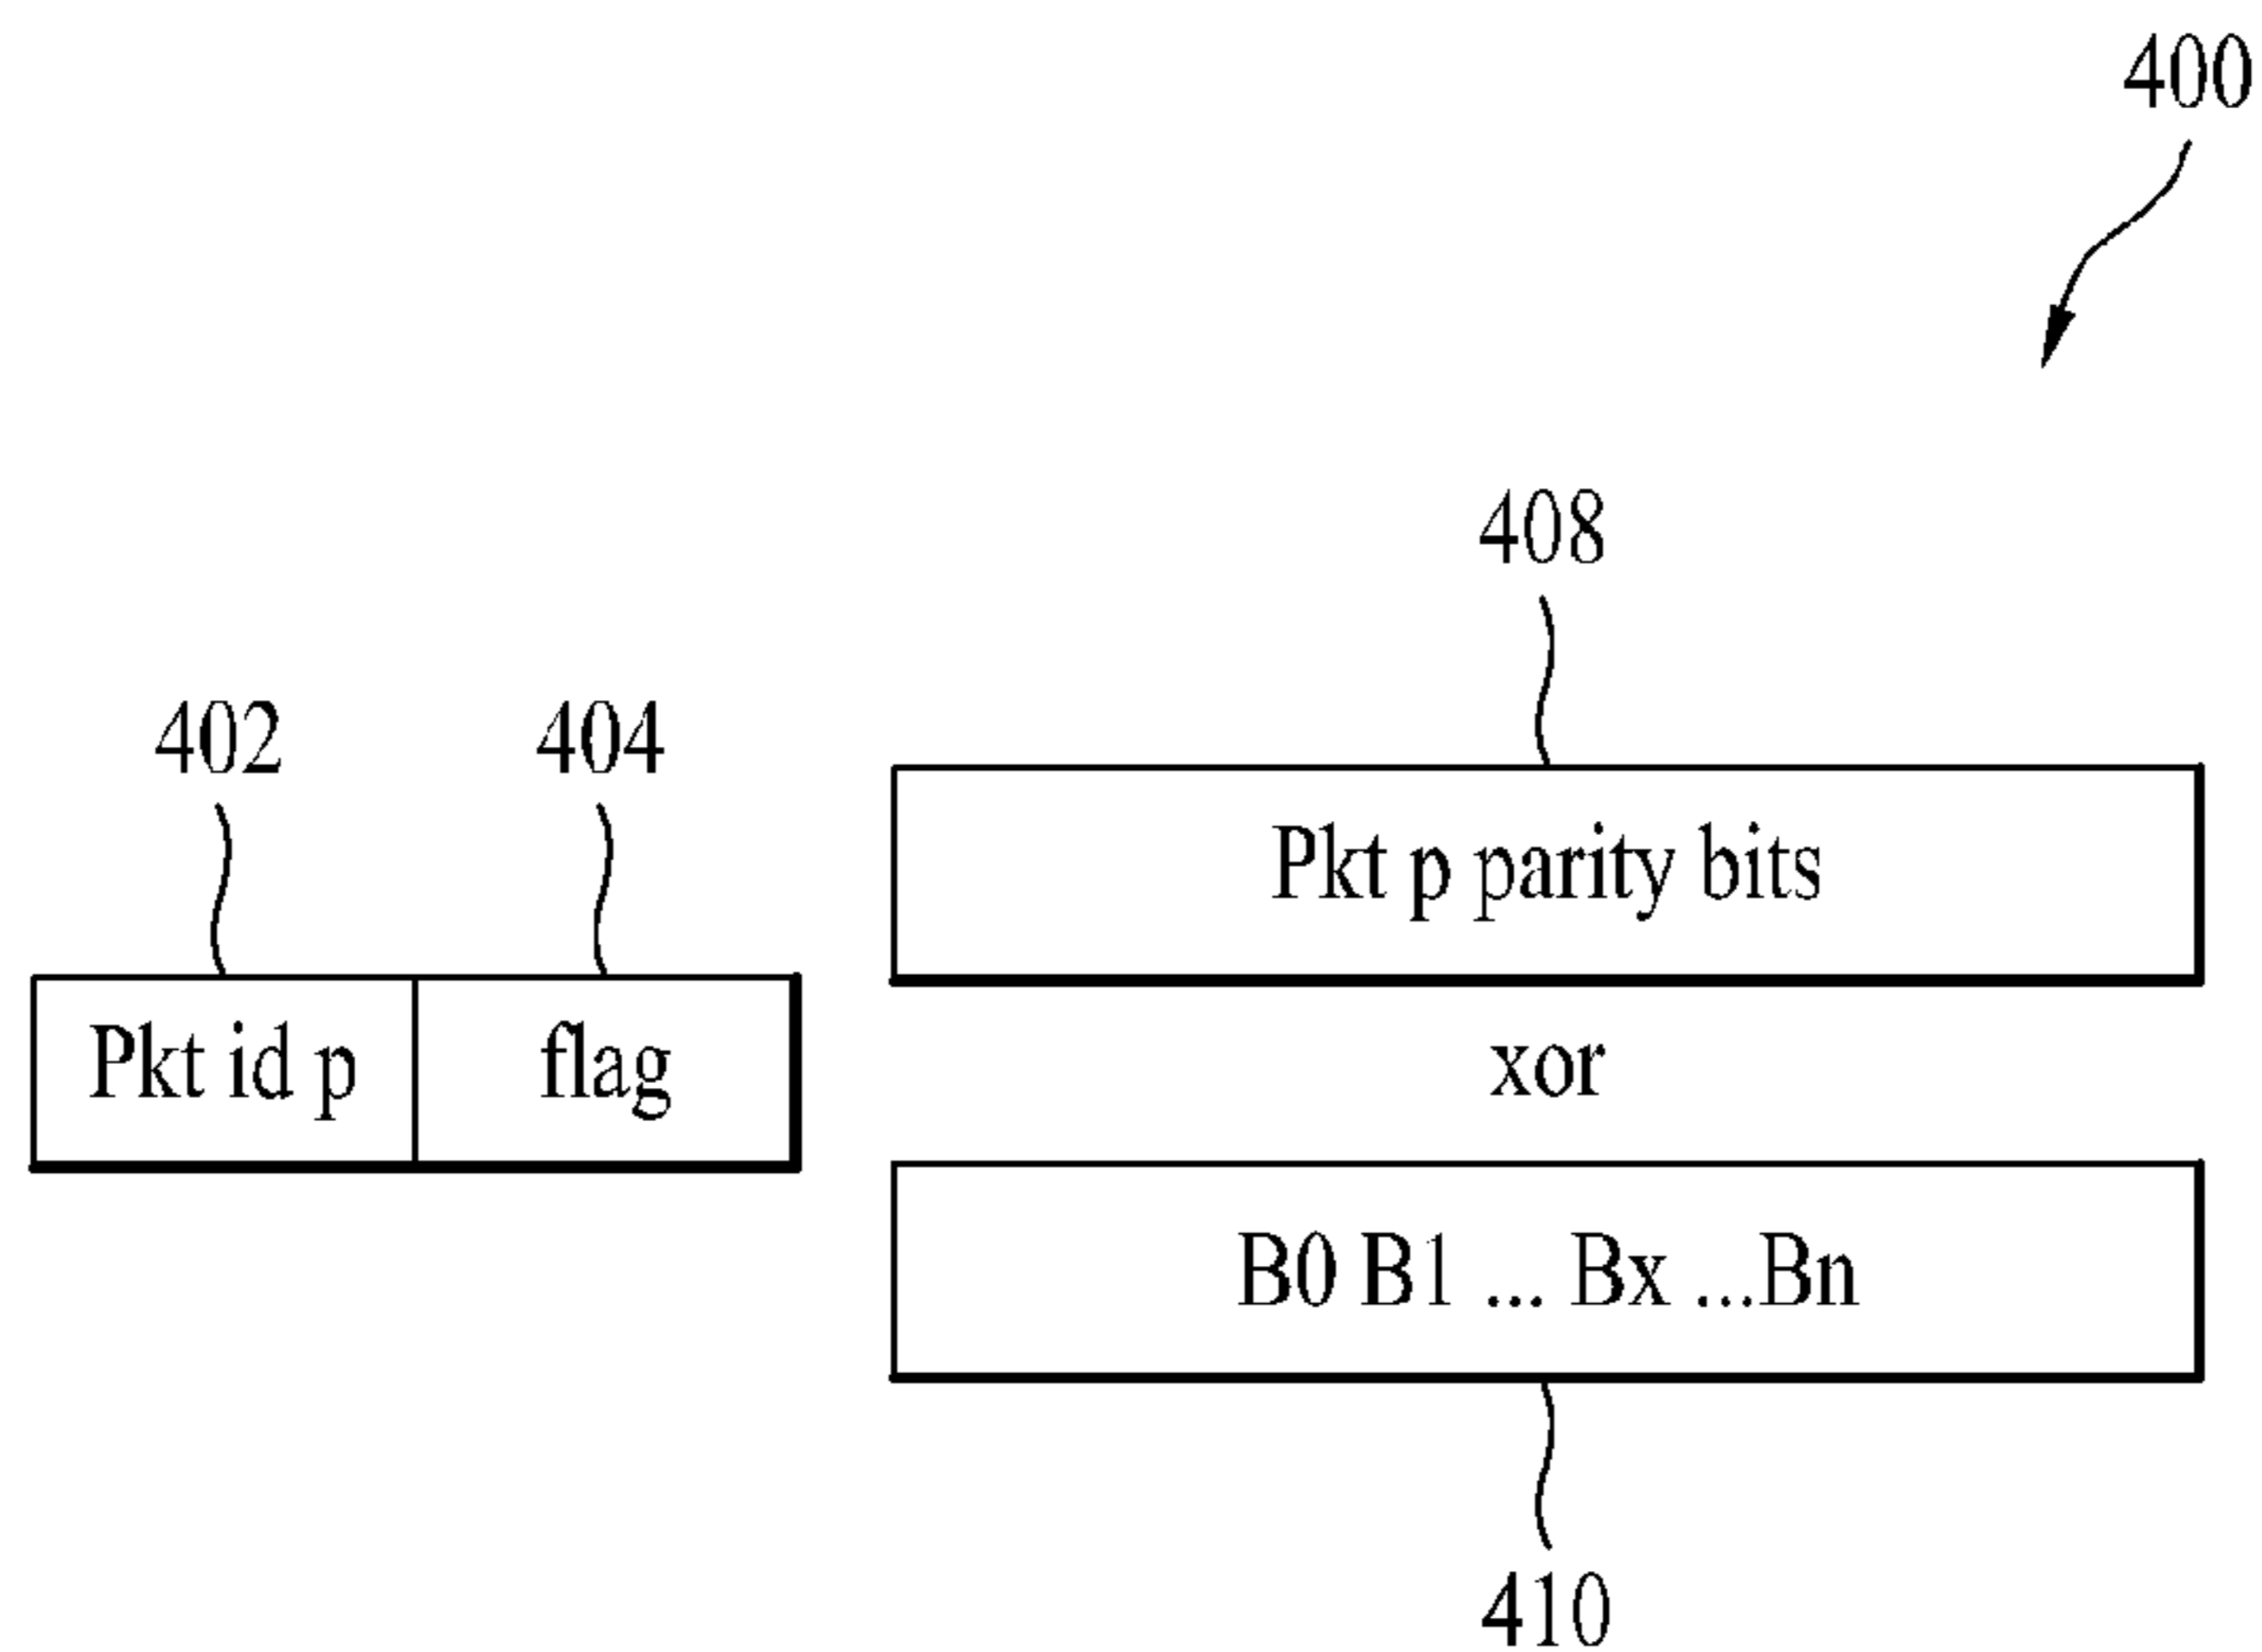 400
408
402 404
Pkt p parity bits
Pkt id p flag
xor
B0 B1 ... Bx ...Bn
410